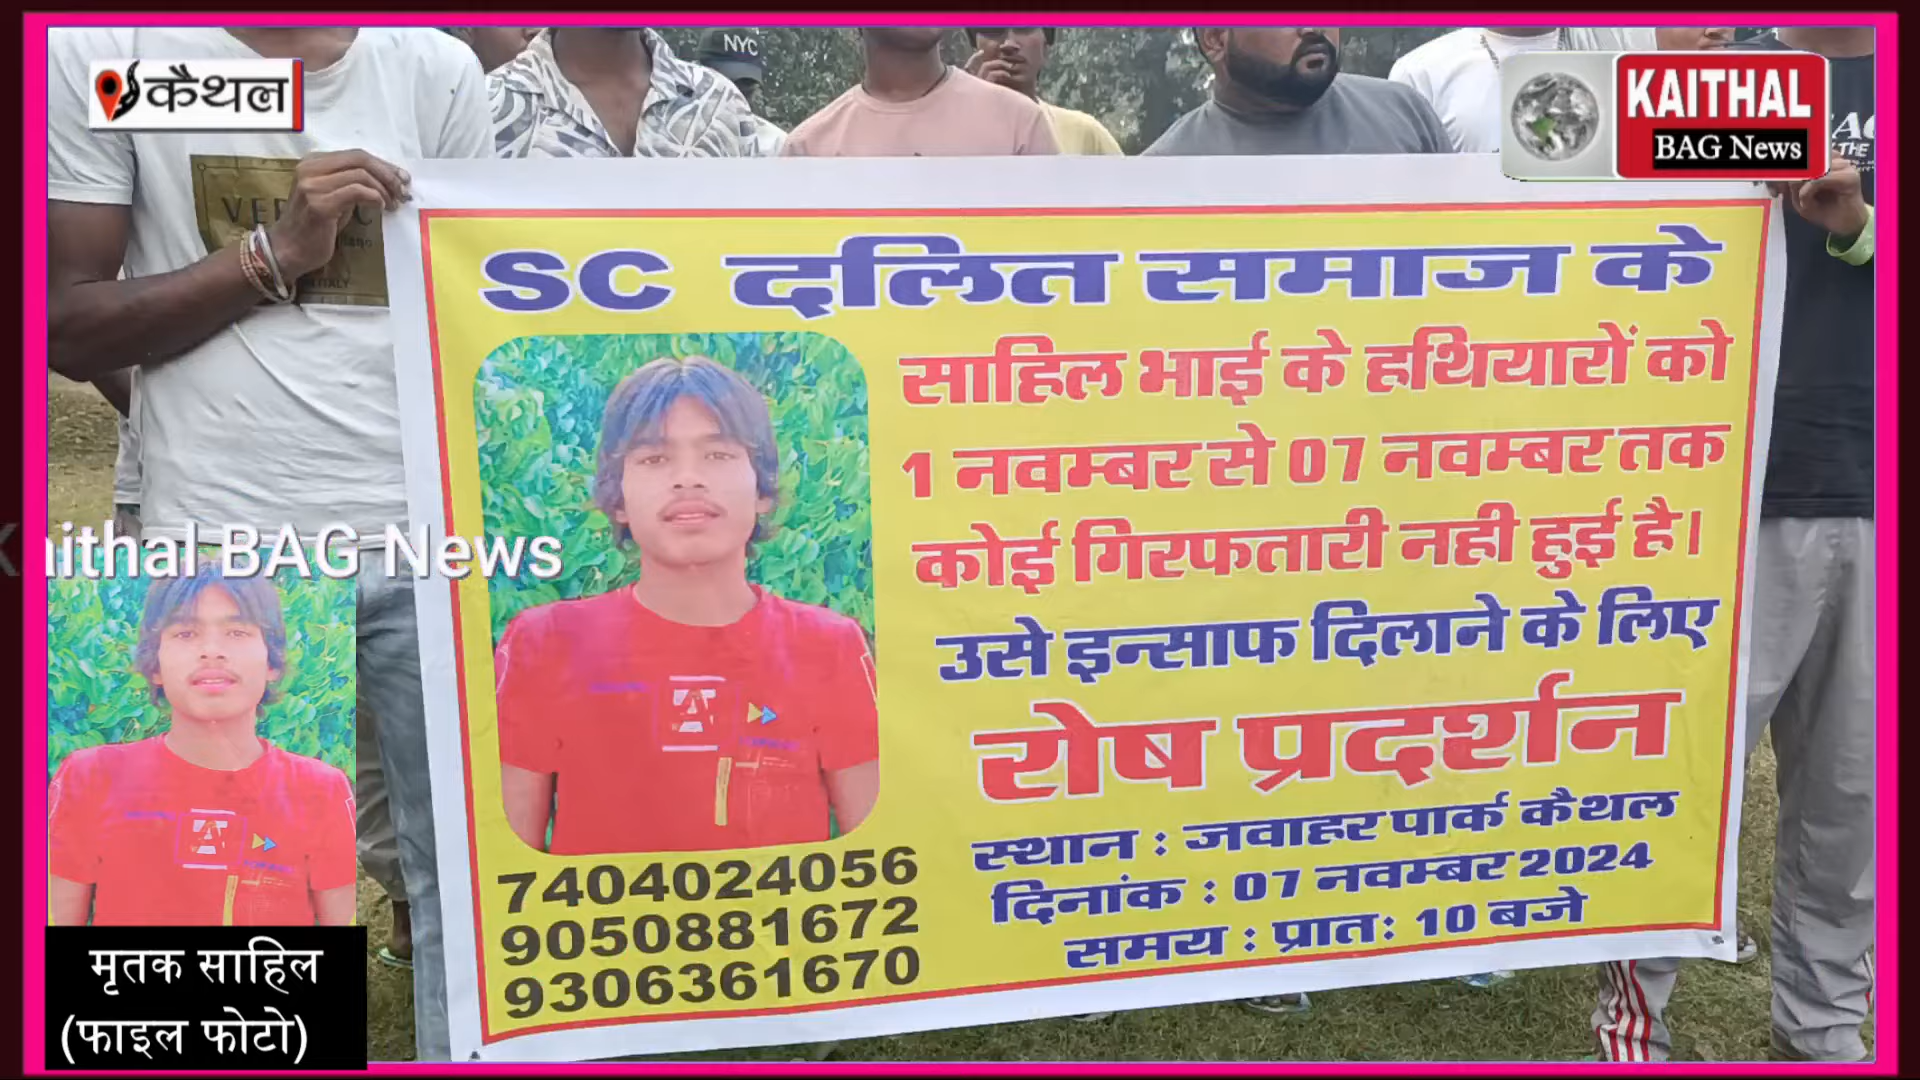 NYC
कैथल
KAITHAL
BAG News
SC दलित समाज के
साहिल भाई के हथियारों को
1 नवम्बर से 07 नवम्बर तक
कोई गिरफतारी नही हुई है।
उसे इन्साफ दिलाने के लिए
रोष प्रदर्शन
स्थान : जवाहर पार्क कैथल
दिनांक : 07 नवम्बर 2024
समय : प्रातः 10 बजे
7404024056
9050881672
9306361670
Kaithal BAG News
मृतक साहिल
(फाइल फोटो)